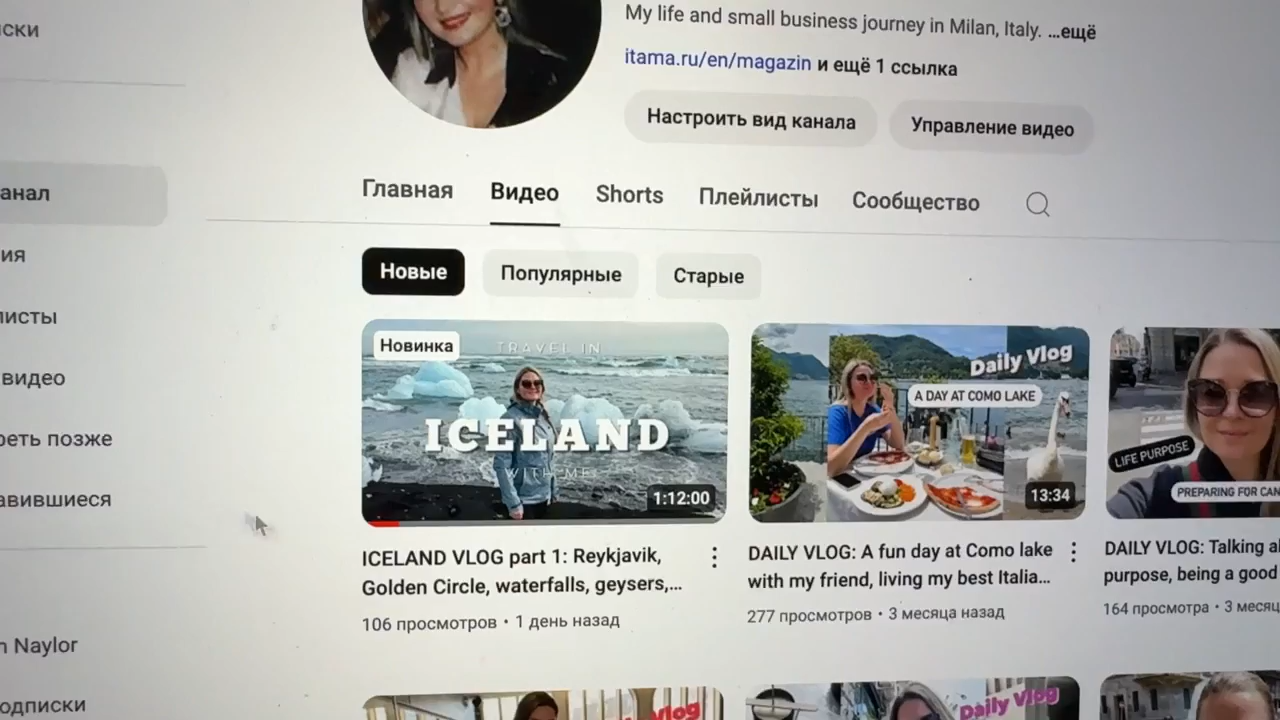 My life and small business journey in Milan, Italy. ...ещё
itama.ru/en/magazin и ещё 1 ссылка
Настроить вид канала
Управление видео
ски
анал
ия
листы
видео
реть позже
авившиеся
n Naylor
одписки
Главная
Видео
Shorts
Плейлисты
Сообщество
Новые
Популярные
Старые
Новинка
TRAVEL IN
ICELAND
WITH ME
1:12:00
ICELAND VLOG part 1: Reykjavik,
Golden Circle, waterfalls, geysers,...
106 просмотров • 1 день назад
Daily Vlog
A DAY AT COMO LAKE
13:34
DAILY VLOG: A fun day at Como lake
with my friend, living my best Italia...
277 просмотров • 3 месяца назад
LIFE PURPOSE
PREPARING FOR CAN
DAILY VLOG: Talking al
purpose, being a good
164 просмотра • 3 месяц
Vlog
Daily Vlog